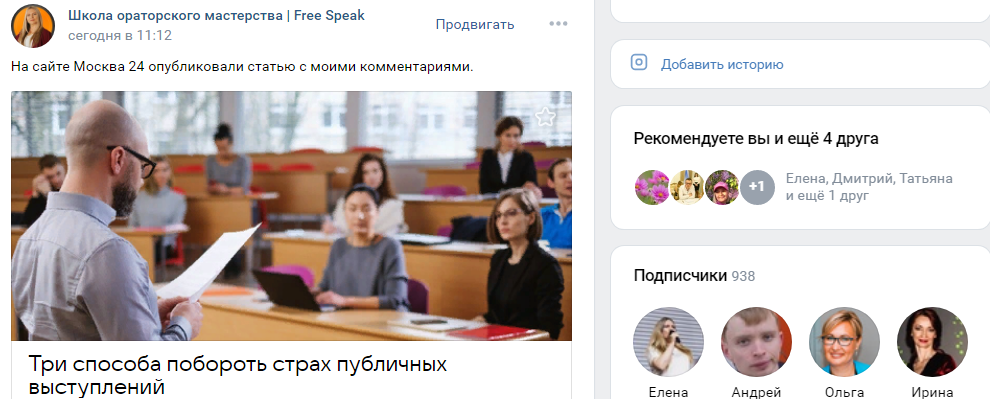 Школа ораторского мастерства | Free Speak
сегодня в 11:12
Продвигать
На сайте Москва 24 опубликовали статью с моими комментариями.
Три способа побороть страх публичных
выступлений
Добавить историю
Рекомендуете вы и ещё 4 друга
+1
Елена, Дмитрий, Татьяна
и ещё 1 друг
Подписчики 938
Елена
Андрей
Ольга
Ирина